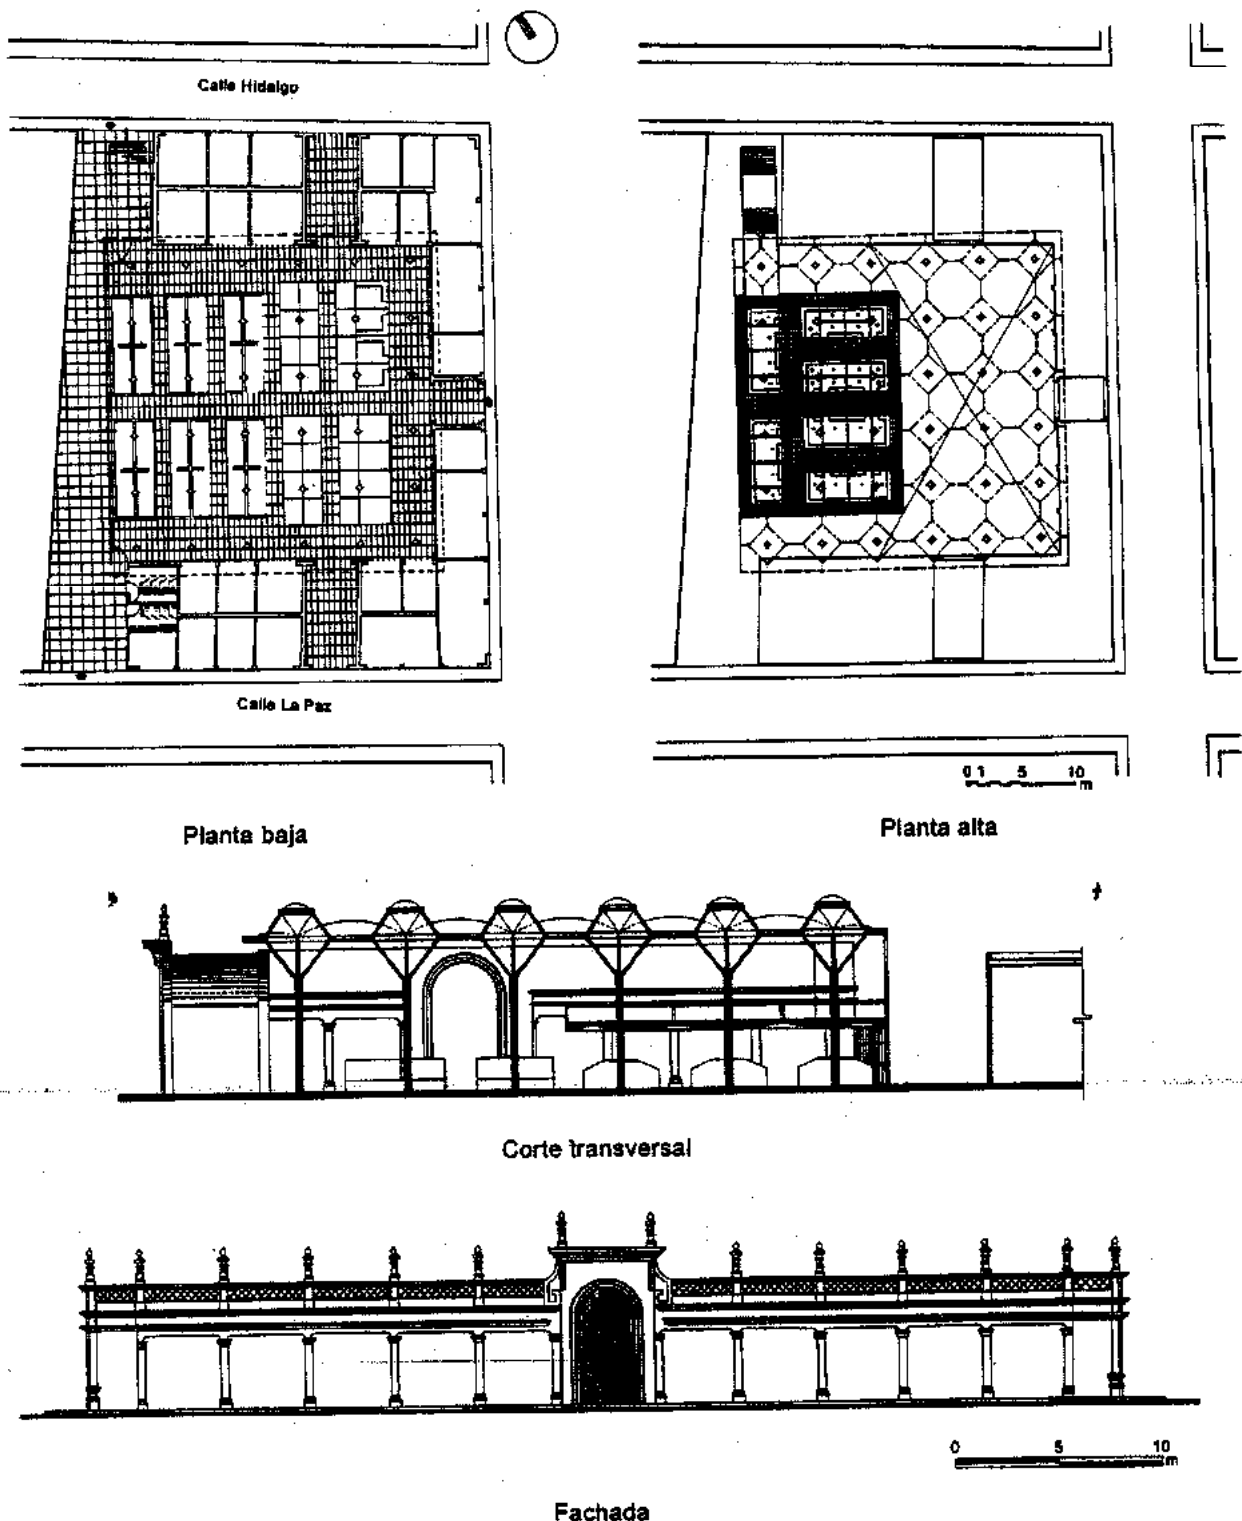 Calle Hidalgo
Calle La Paz
0 1 5 10
m
Planta baja
Planta alta
Corte transversal
0 5 10
m
Fachada